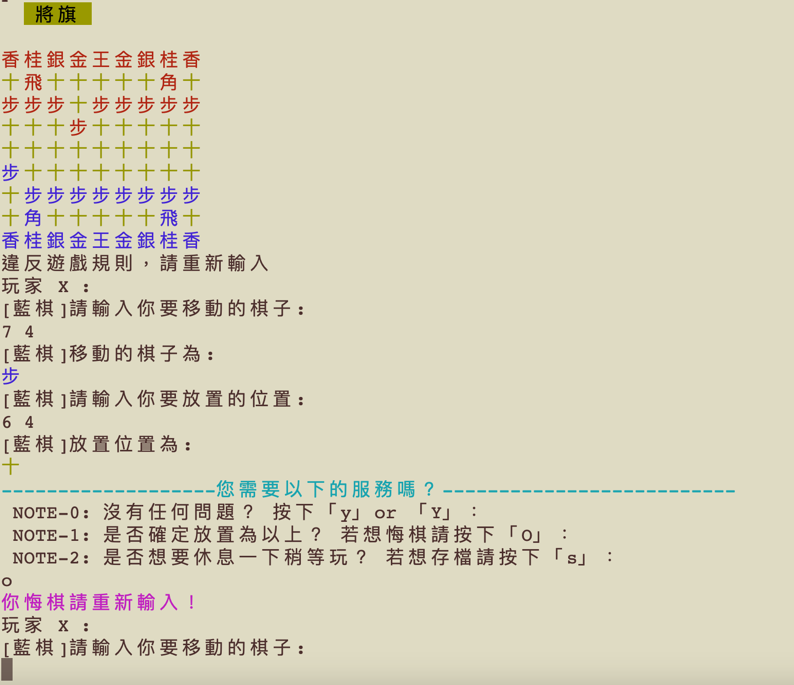 將旗
香桂銀金王金銀桂香
十飛十十十十十角十
步步步十步步步步步
十十十步十十十十十
十十十十十十十十十
步十十十十十十十十
十步步步步步步步步
十角十十十十十飛十
香桂銀金王金銀桂香
違反遊戲規則，請重新輸入
玩家 X :
[藍棋]請輸入你要移動的棋子:
7 4
[藍棋]移動的棋子為:
步
[藍棋]請輸入你要放置的位置:
6 4
[藍棋]放置位置為:
十
-------------------您需要以下的服務嗎？--------------------------
NOTE-0: 沒有任何問題？ 按下「y」or 「Y」：
NOTE-1: 是否確定放置為以上？ 若想悔棋請按下「O」：
NOTE-2: 是否想要休息一下稍等玩？ 若想存檔請按下「s」：
o
你悔棋請重新輸入！
玩家 X :
[藍棋]請輸入你要移動的棋子: